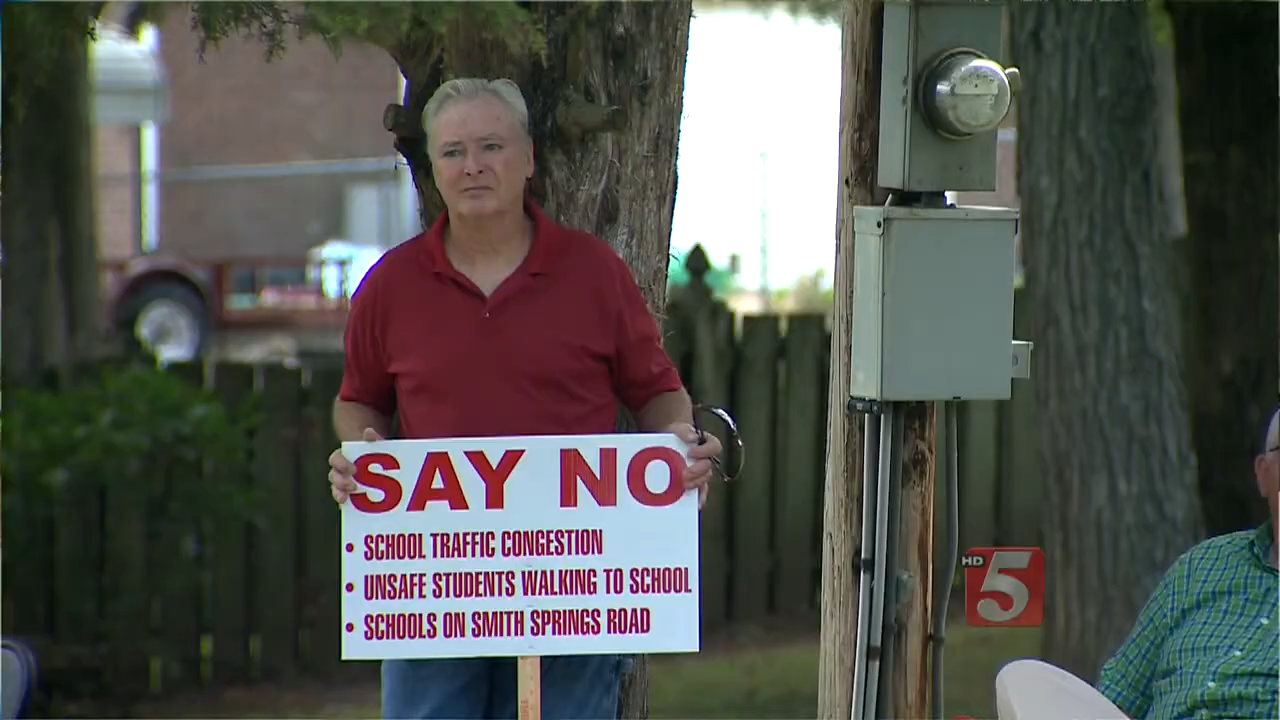 SAY NO
• SCHOOL TRAFFIC CONGESTION
• UNSAFE STUDENTS WALKING TO SCHOOL
• SCHOOLS ON SMITH SPRINGS ROAD
HD 5